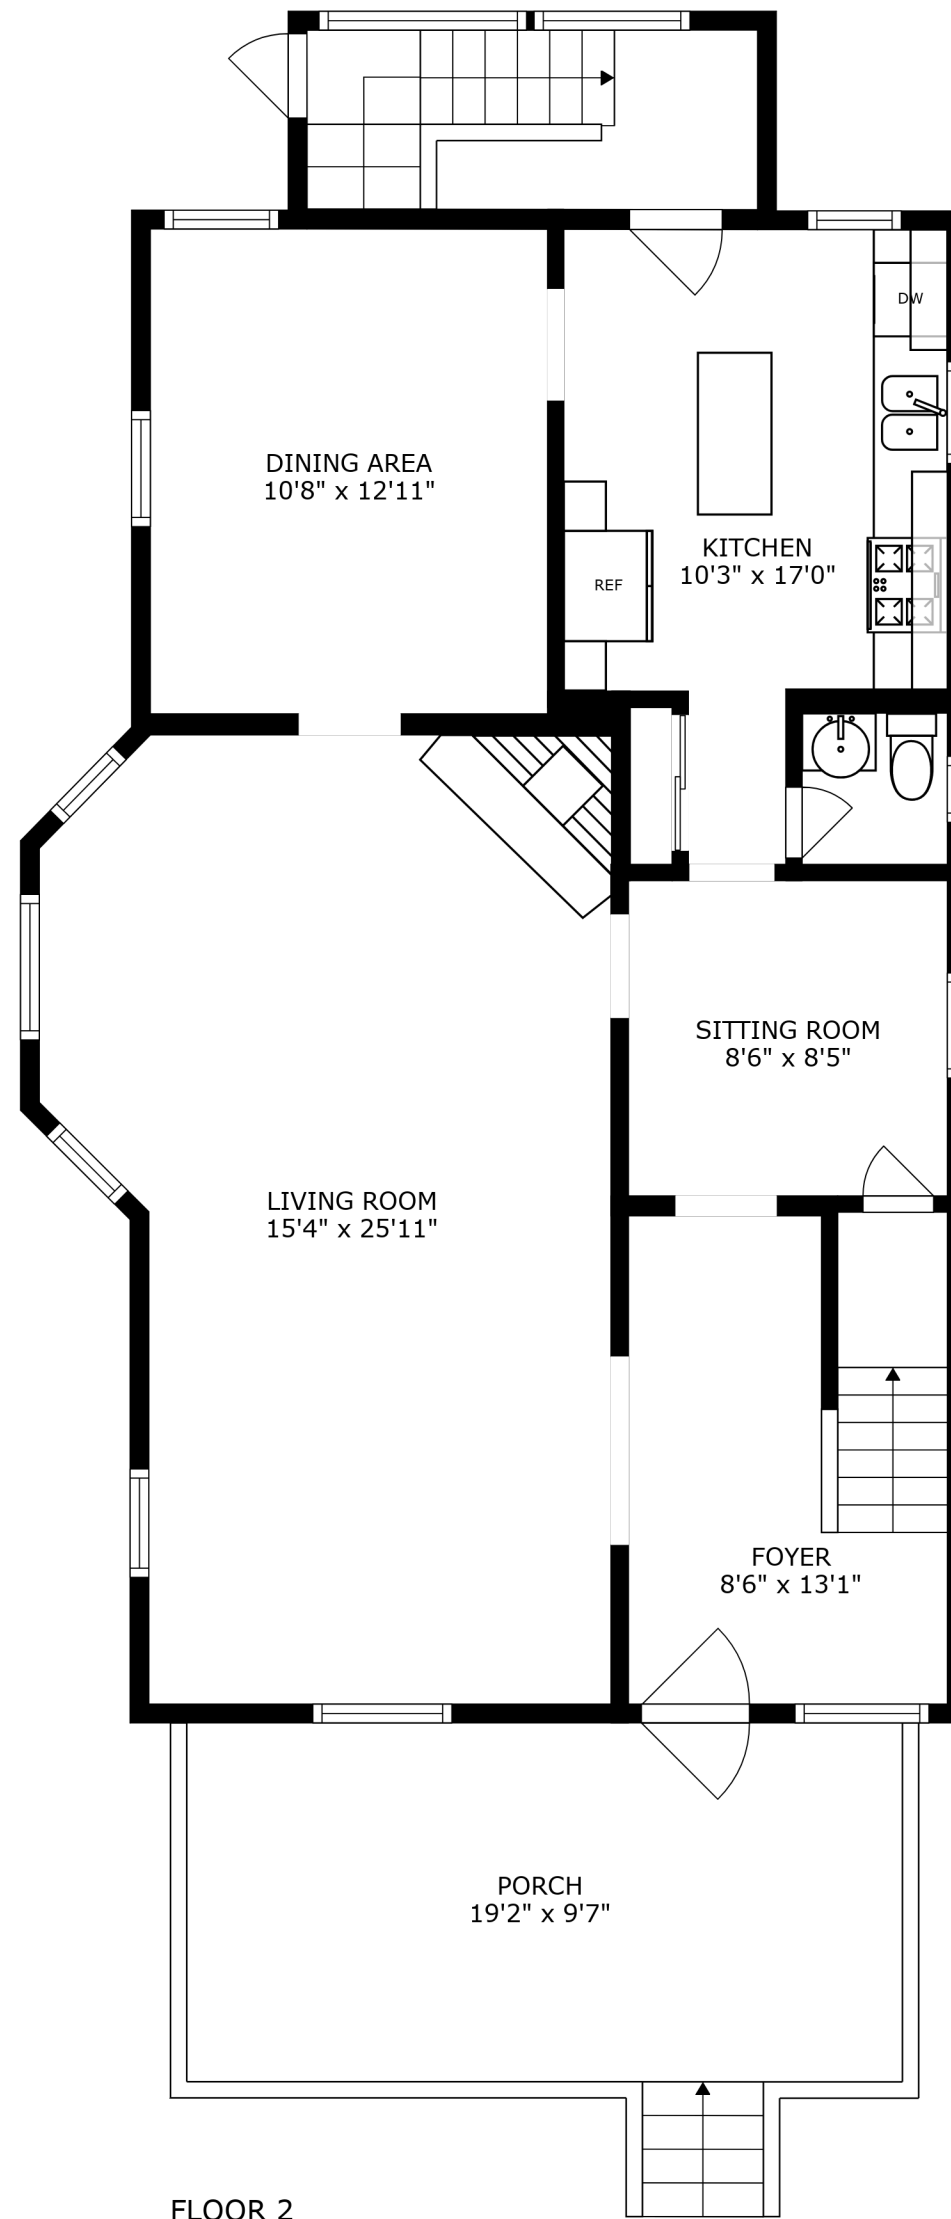 DW
DINING AREA
10'8" x 12'11"
KITCHEN
10'3" x 17'0"
REF
SITTING ROOM
8'6" x 8'5"
LIVING ROOM
15'4" x 25'11"
FOYER
8'6" x 13'1"
PORCH
19'2" x 9'7"
FLOOR 2